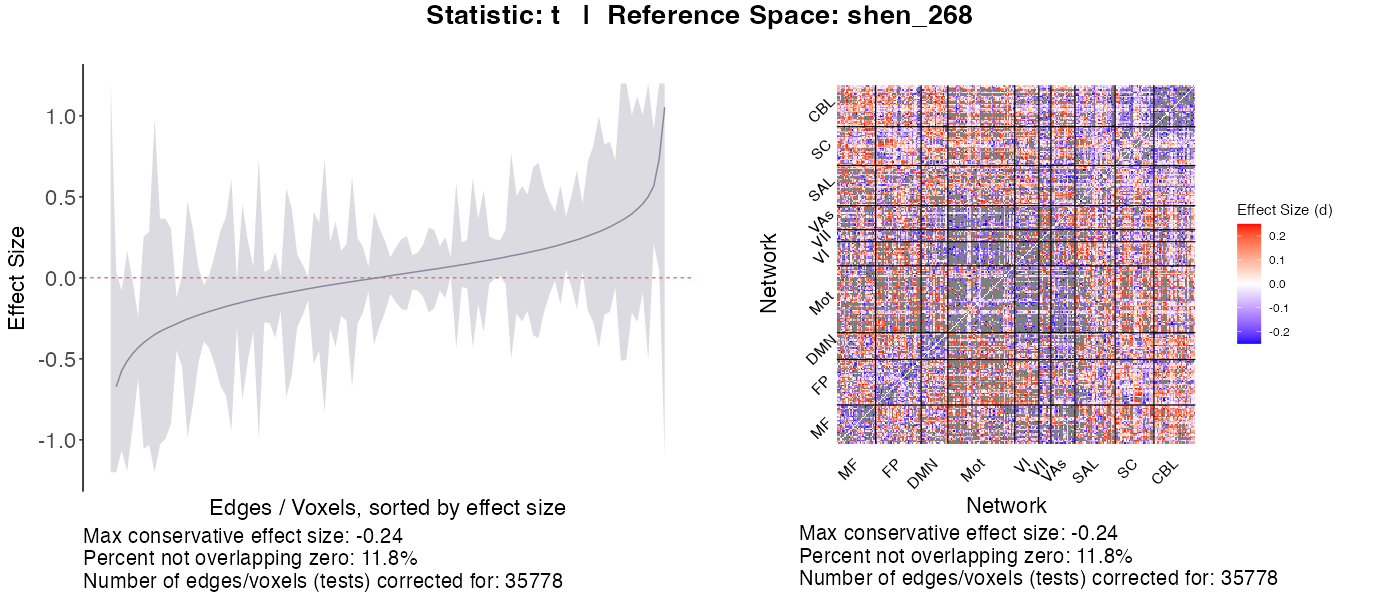 Statistic: t | Reference Space: shen_268
Effect Size
1.0
0.5
0.0
-0.5
-1.0
Edges / Voxels, sorted by effect size
Max conservative effect size: -0.24
Percent not overlapping zero: 11.8%
Number of edges/voxels (tests) corrected for: 35778
Network
CBL
SC
SAL
VAs
VII
VI
Mot
DMN
FP
MF
MF
FP
DMN
Mot
VI
VII
VAs
SAL
SC
CBL
Network
Effect Size (d)
0.2
0.1
0.0
-0.1
-0.2
Max conservative effect size: -0.24
Percent not overlapping zero: 11.8%
Number of edges/voxels (tests) corrected for: 35778